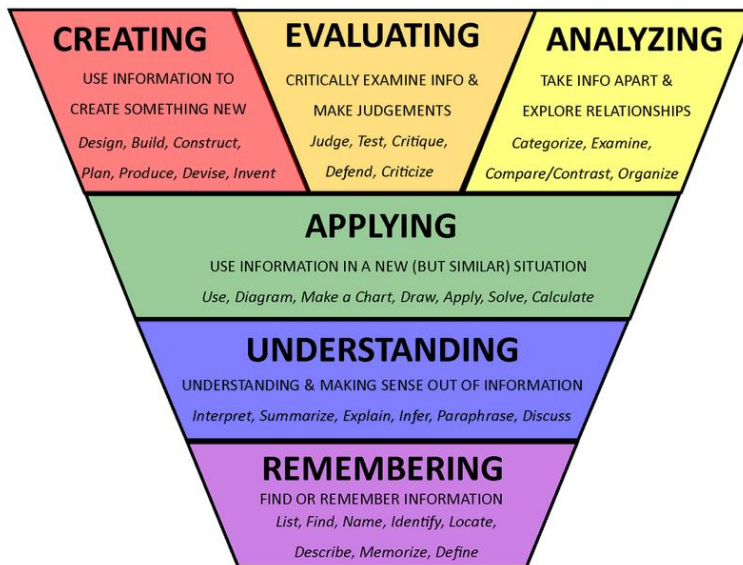 CREATING
USE INFORMATION TO
CREATE SOMETHING NEW
Design, Build, Construct,
Plan, Produce, Devise, Invent
EVALUATING
CRITICALLY EXAMINE INFO &
MAKE JUDGEMENTS
Judge, Test, Critique,
Defend, Criticize
ANALYZING
TAKE INFO APART &
EXPLORE RELATIONSHIPS
Categorize, Examine,
Compare/Contrast, Organize
APPLYING
USE INFORMATION IN A NEW (BUT SIMILAR) SITUATION
Use, Diagram, Make a Chart, Draw, Apply, Solve, Calculate
UNDERSTANDING
UNDERSTANDING & MAKING SENSE OUT OF INFORMATION
Interpret, Summarize, Explain, Infer, Paraphrase, Discuss
REMEMBERING
FIND OR REMEMBER INFORMATION
List, Find, Name, Identify, Locate,
Describe, Memorize, Define